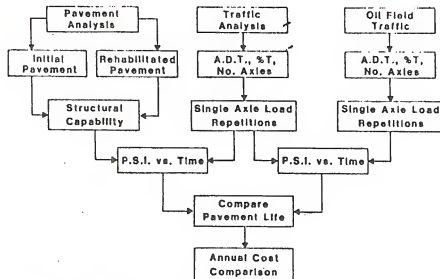 Pavement
Analysis
Traffic
Analysis
Oil Field
Traffic
Initial
Pavement
Rehabilitated
Pavement
A.D.T., %T,
No. Axles
A.D.T., %T,
No. Axles
Structural
Capability
Single Axle Load
Repetitions
Single Axle Load
Repetitions
P.S.I. vs. Time
P.S.I. vs. Time
Compare
Pavement Life
Annual Cost
Comparison